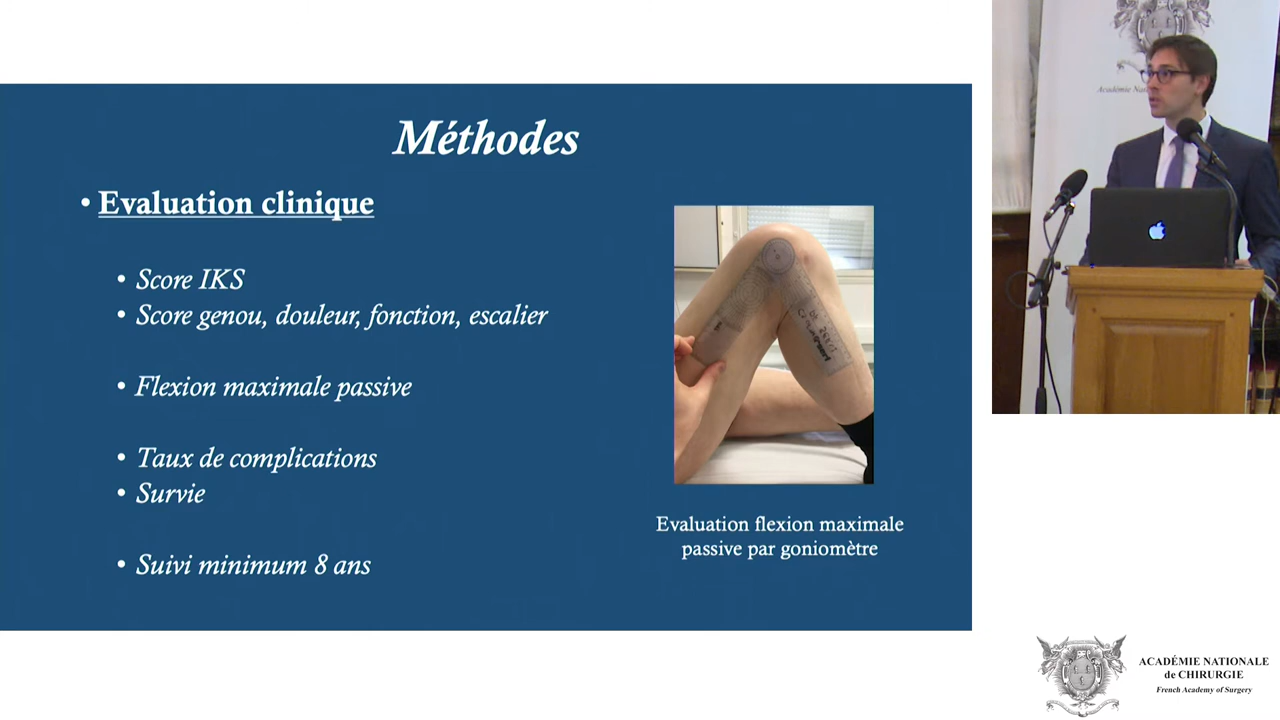 Méthodes
• Evaluation clinique
• Score IKS
• Score genou, douleur, fonction, escalier
• Flexion maximale passive
• Taux de complications
• Survie
• Suivi minimum 8 ans
Evaluation flexion maximale
passive par goniomètre
ACADÉMIE NATIONALE
de CHIRURGIE
French Academy of Surgery